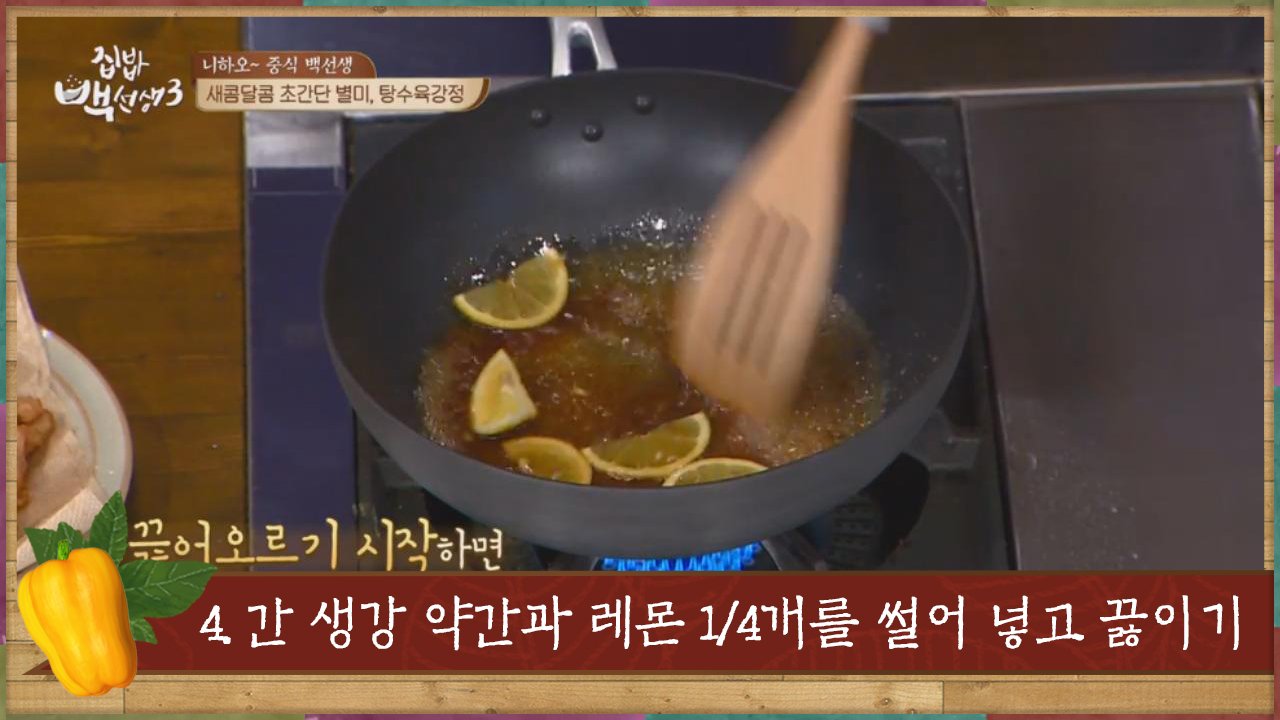 집밥
백선생3
니하오~ 중식 백선생
새콤달콤 초간단 별미, 탕수육강정
끓어오르기 시작하면
4. 간 생강 약간과 레몬 1/4개를 썰어 넣고 끓이기